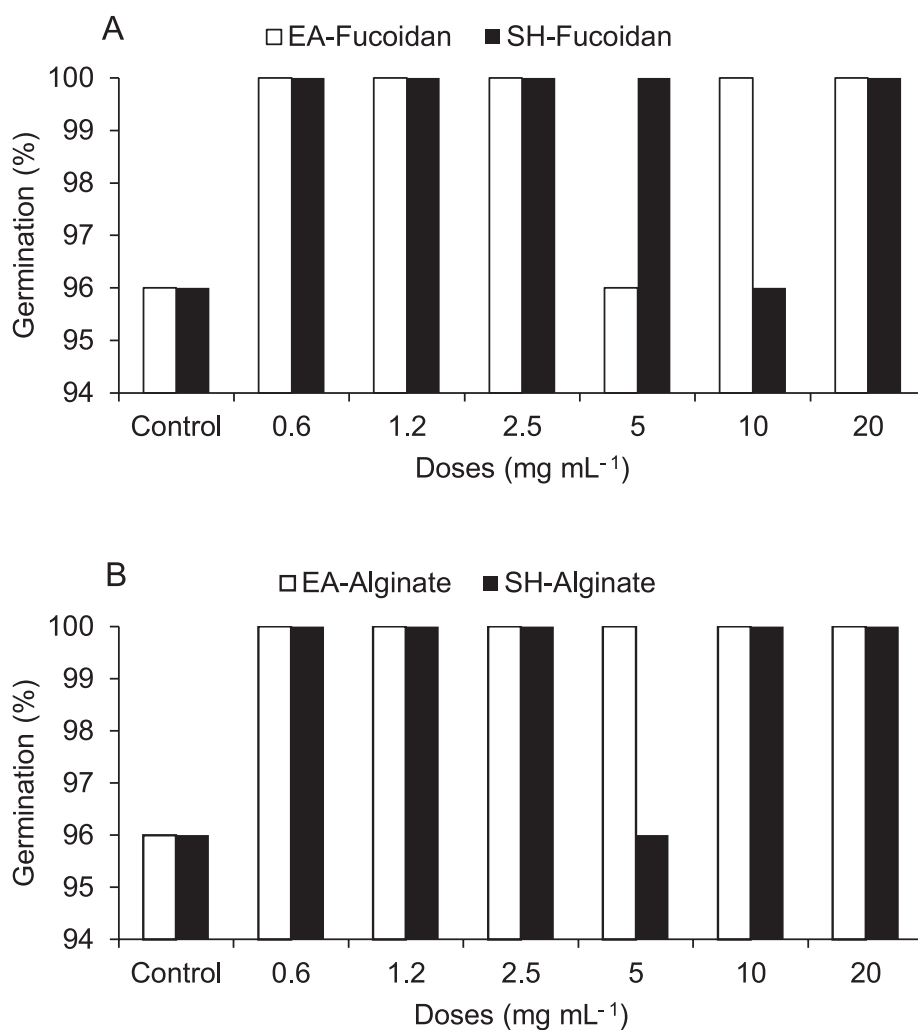 A
EA-Fucoidan SH-Fucoidan
Germination (%)
100
99
98
97
96
95
94
Control 0.6 1.2 2.5 5 10 20
Doses (mg mL⁻¹)
B
EA-Alginate SH-Alginate
Germination (%)
100
99
98
97
96
95
94
Control 0.6 1.2 2.5 5 10 20
Doses (mg mL⁻¹)